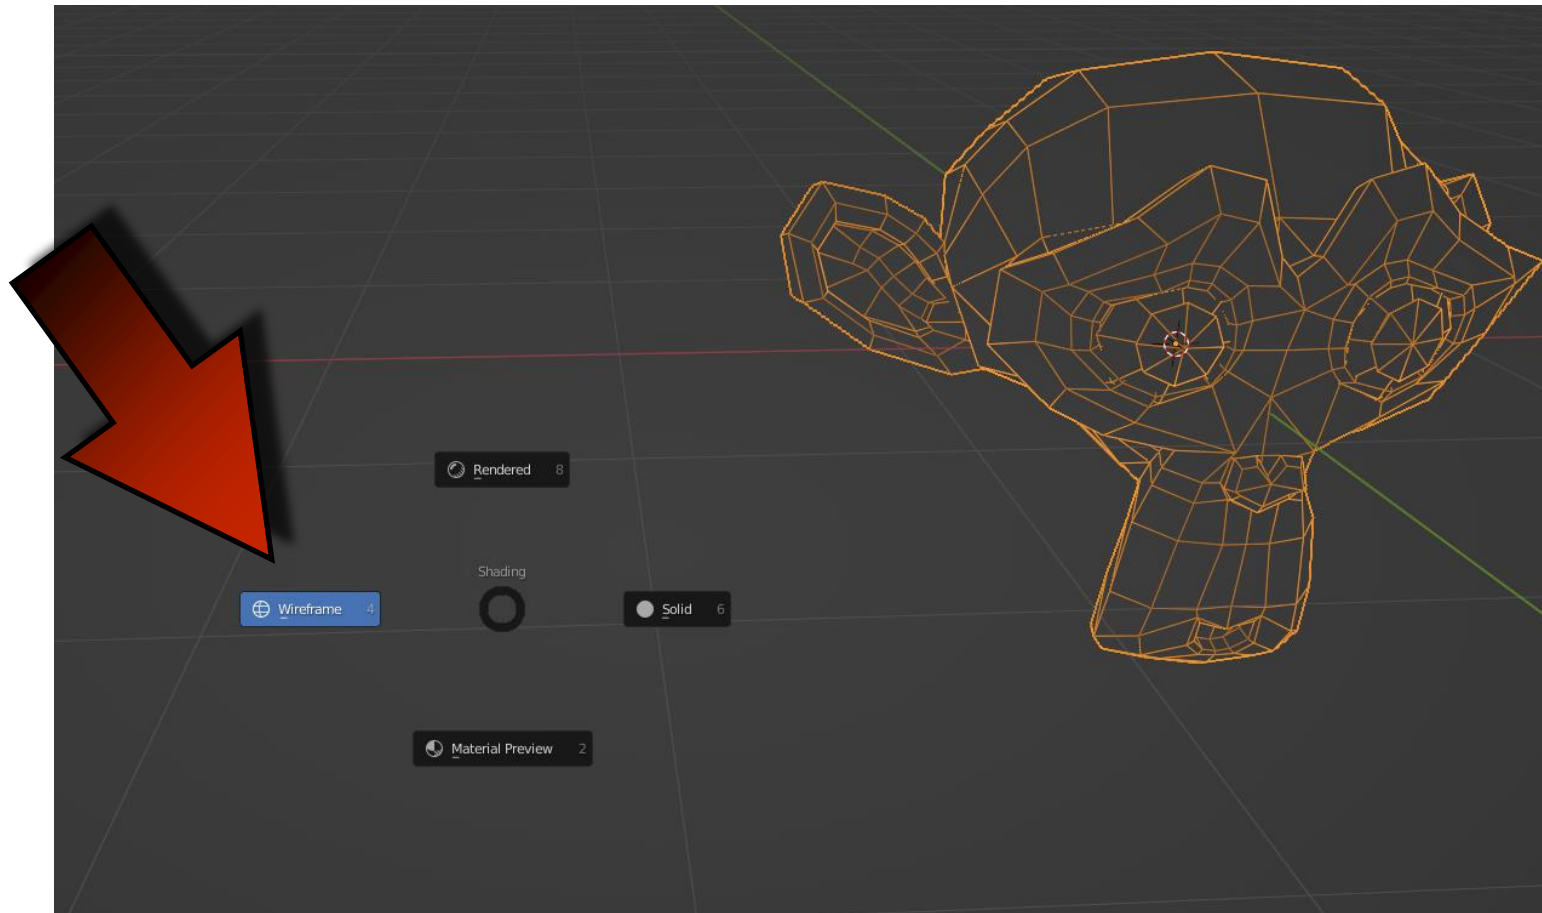 Rendered 8
Shading
Wireframe 4
Solid 6
Material Preview 2